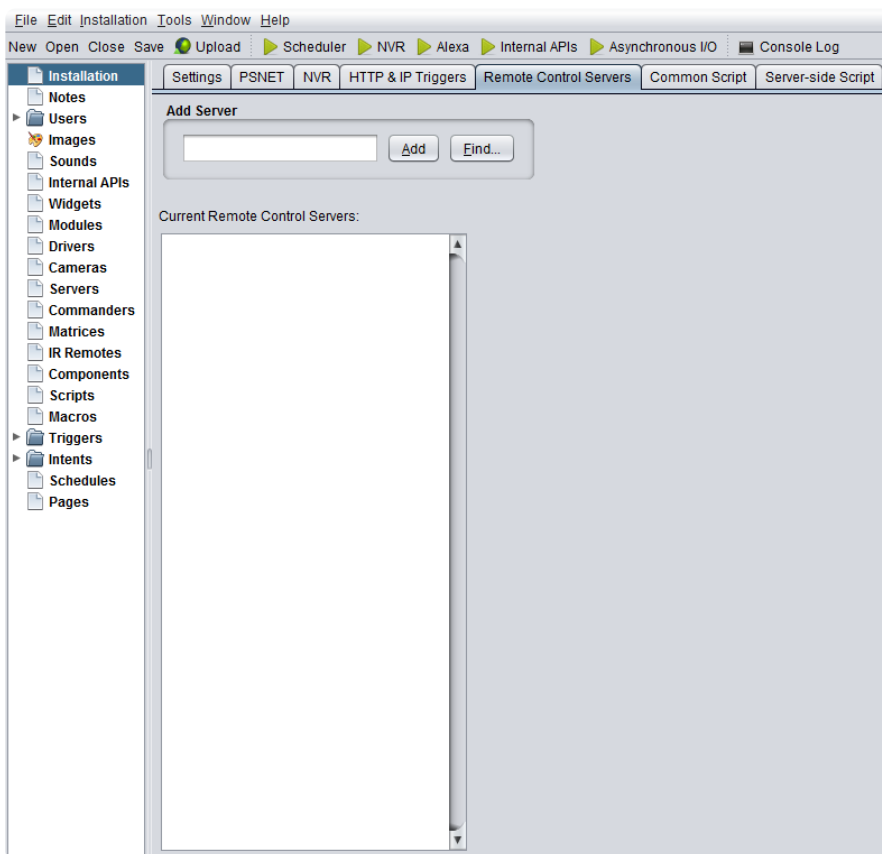 File Edit Installation Tools Window Help
New Open Close Save Upload Scheduler NVR Alexa Internal APIs Asynchronous I/O Console Log
Settings PSNET NVR HTTP & IP Triggers Remote Control Servers Common Script Server-side Script
Installation
Notes
Users
Images
Sounds
Internal APIs
Widgets
Modules
Drivers
Cameras
Servers
Commanders
Matrices
IR Remotes
Components
Scripts
Macros
Triggers
Intents
Schedules
Pages
Add Server
Add Find...
Current Remote Control Servers: